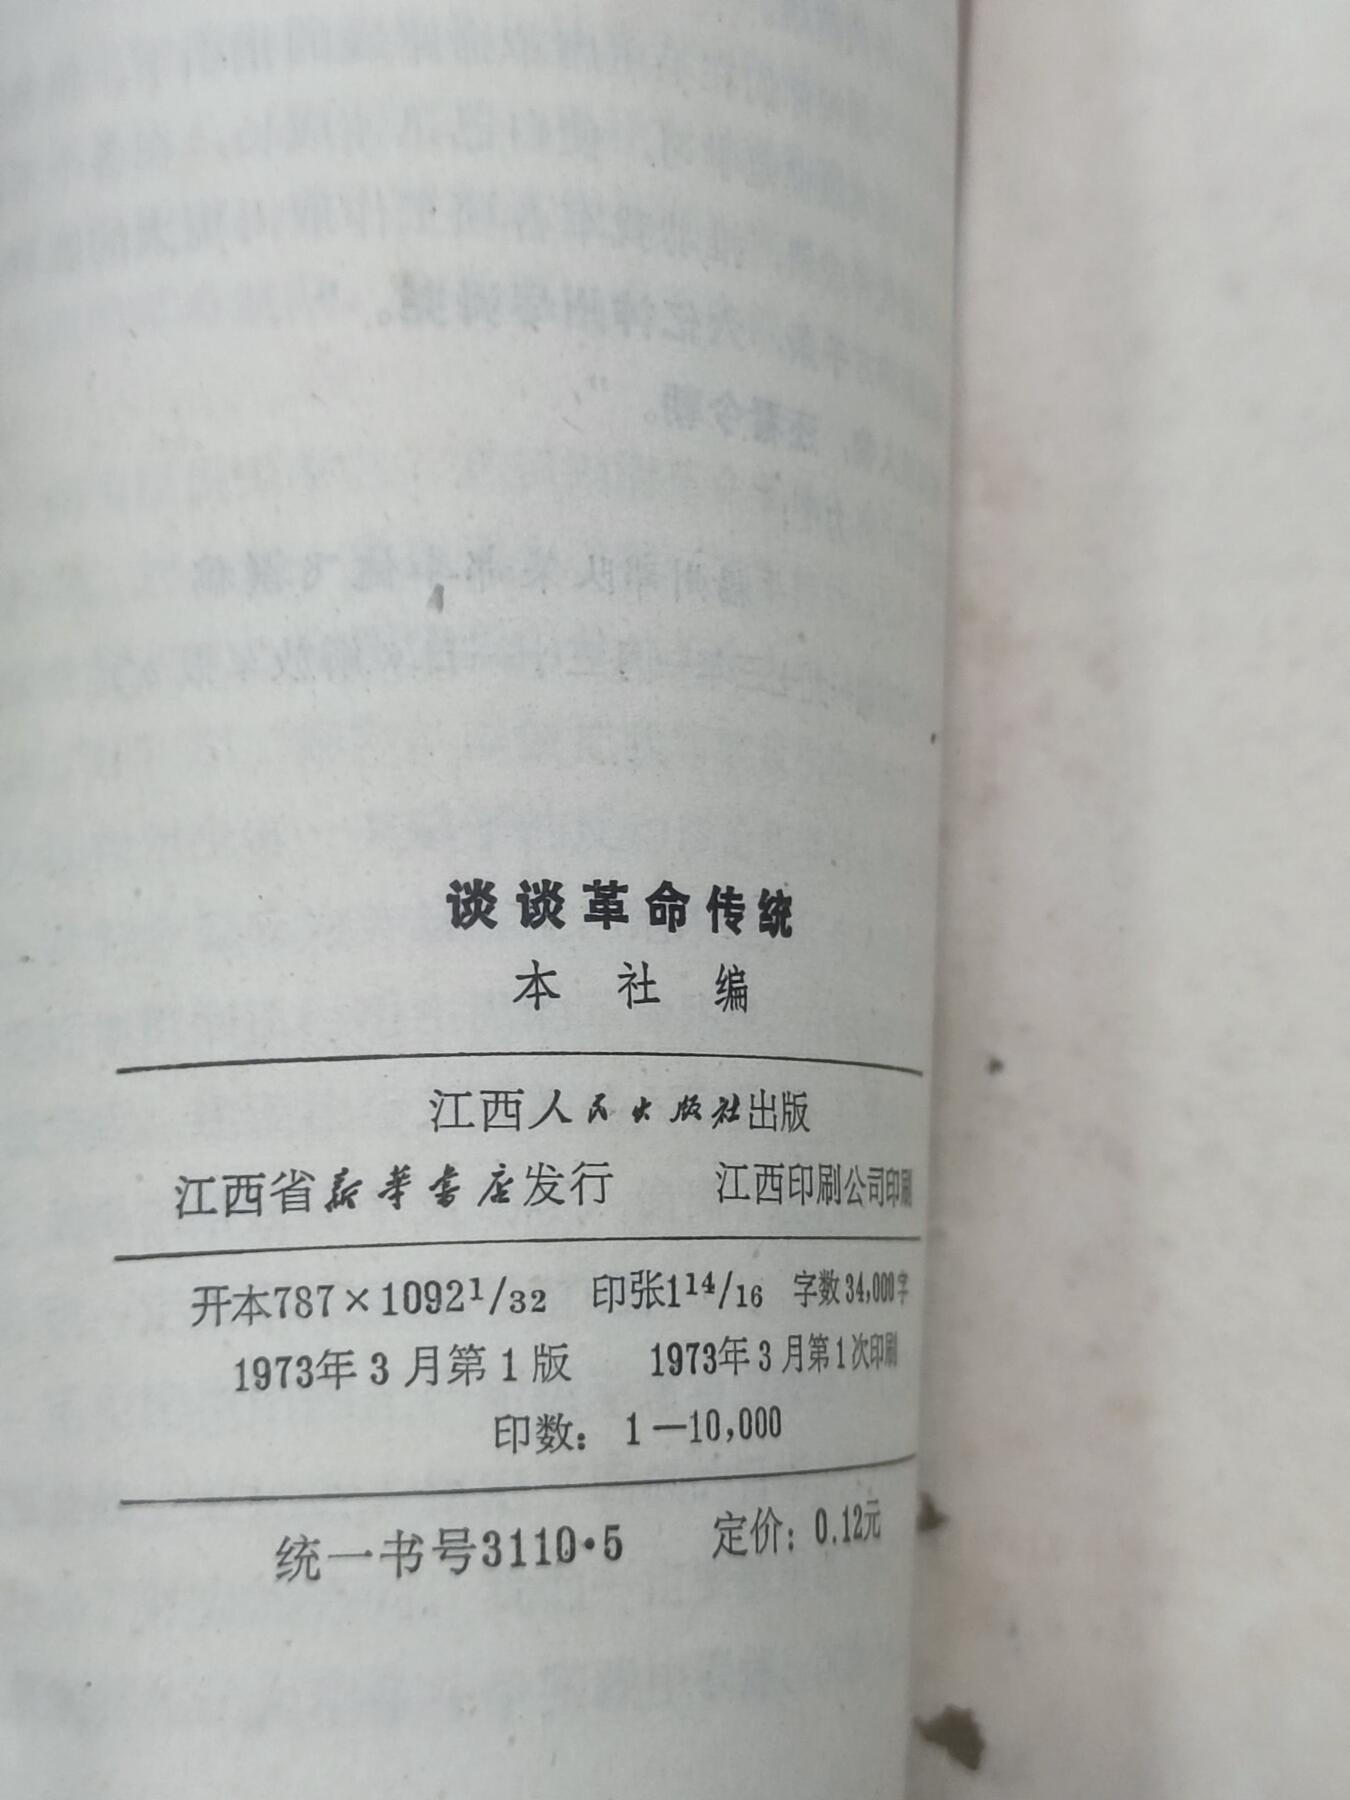 谈谈革命传统
本社编
江西人民出版社出版
江西省新华书店发行 江西印刷公司印刷
开本787×1092 1/32 印张1 14/16 字数34,000字
1973年3月第1版 1973年3月第1次印刷
印数：1—10,000
统一书号3110·5 定价：0.12元